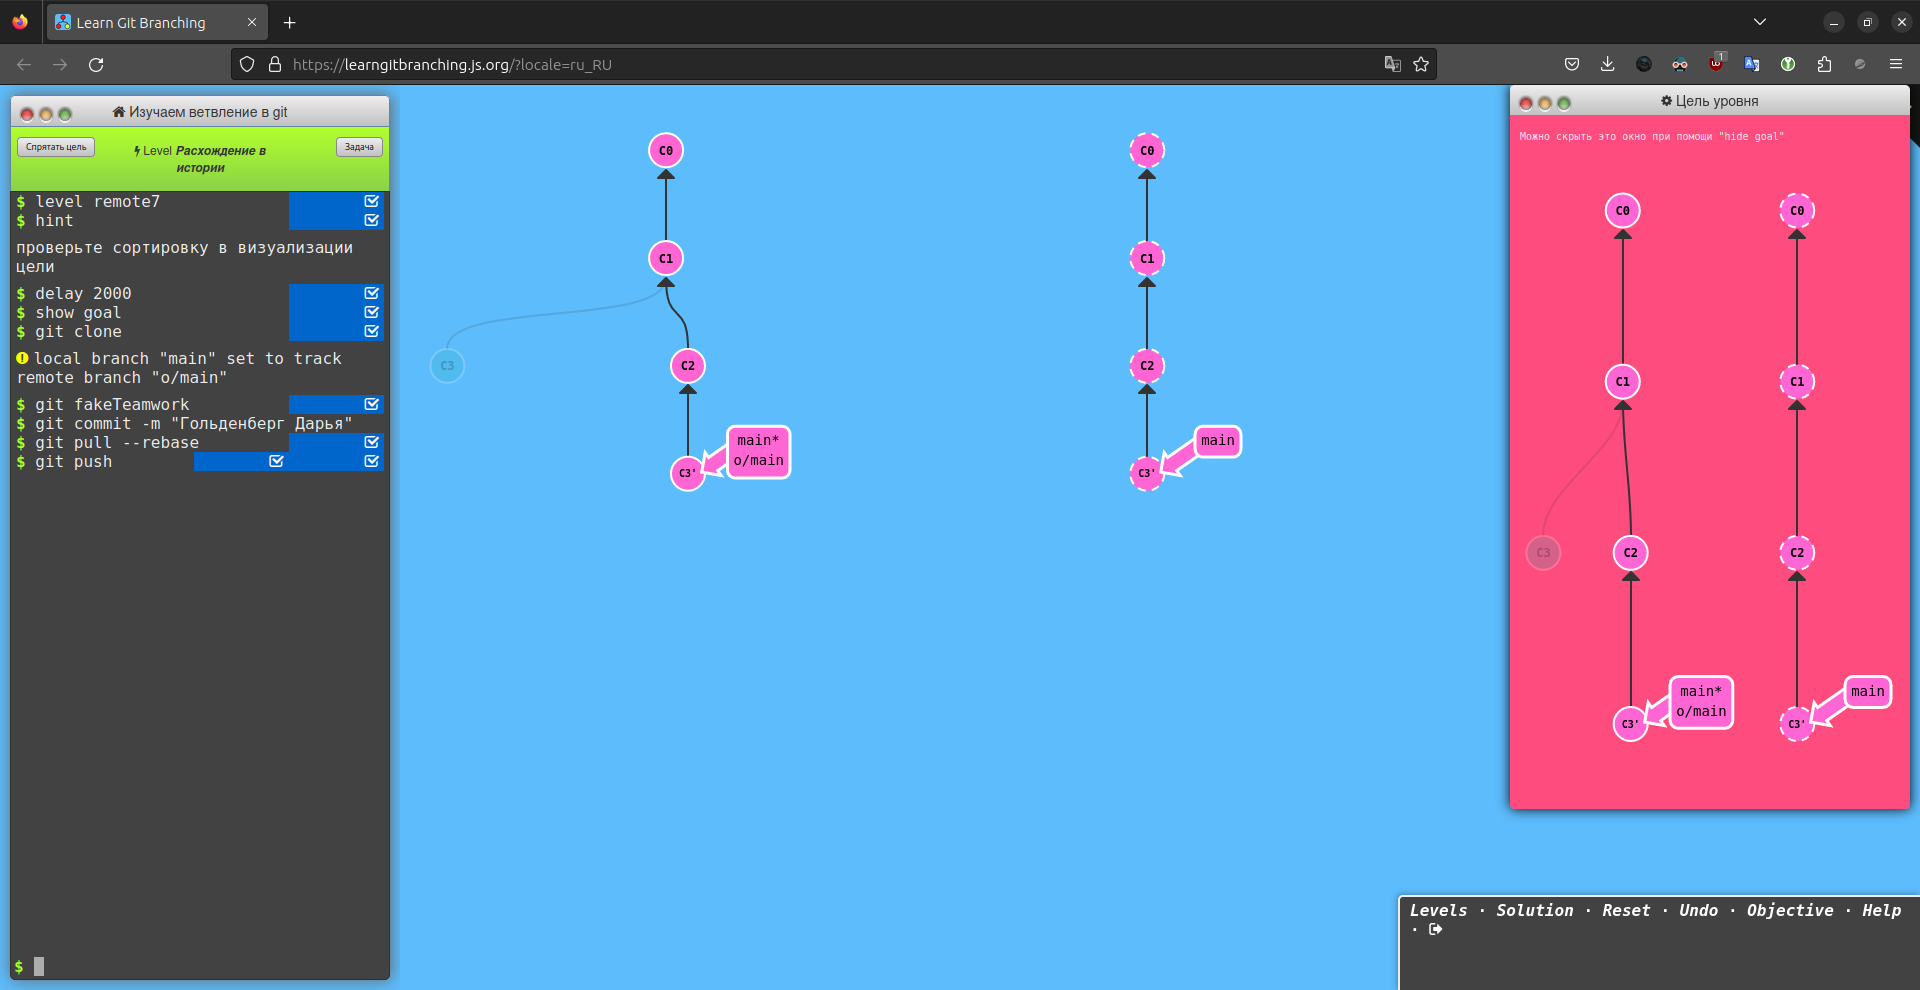 Learn Git Branching
https://learngitbranching.js.org/?locale=ru_RU
1
Изучаем ветвление в git
Спрятать цель
Level Расхождение в
истории
Задача
$ level remote7
$ hint
проверьте сортировку в визуализации
цели
$ delay 2000
$ show goal
$ git clone
local branch "main" set to track
remote branch "o/main"
$ git fakeTeamwork
$ git commit -m "Гольденберг Дарья"
$ git pull --rebase
$ git push
$
C0
C1
C3
C2
main*
o/main
C3'
C0
C1
C2
main
C3'
Цель уровня
Можно скрыть это окно при помощи "hide goal"
C0
C0
C1
C1
C3
C2
C2
main*
o/main
main
C3'
C3'
Levels · Solution · Reset · Undo · Objective · Help
·